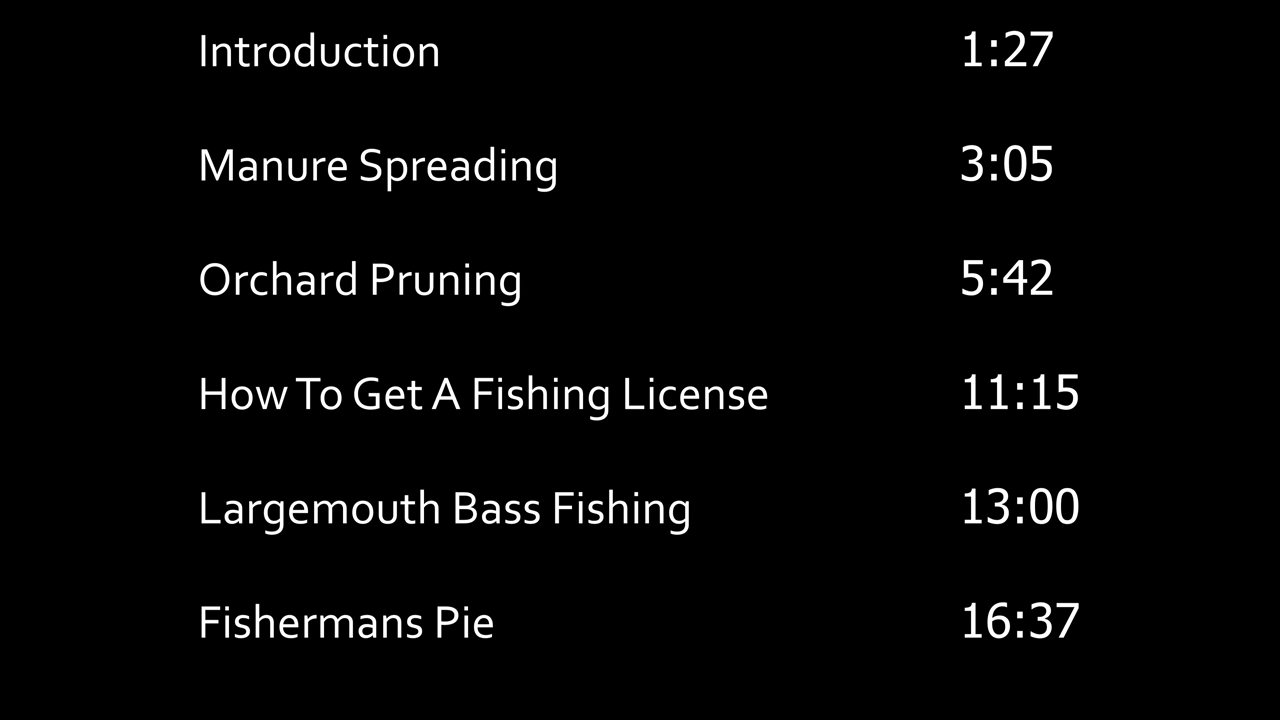 Introduction 1:27
Manure Spreading 3:05
Orchard Pruning 5:42
How To Get A Fishing License 11:15
Largemouth Bass Fishing 13:00
Fishermans Pie 16:37